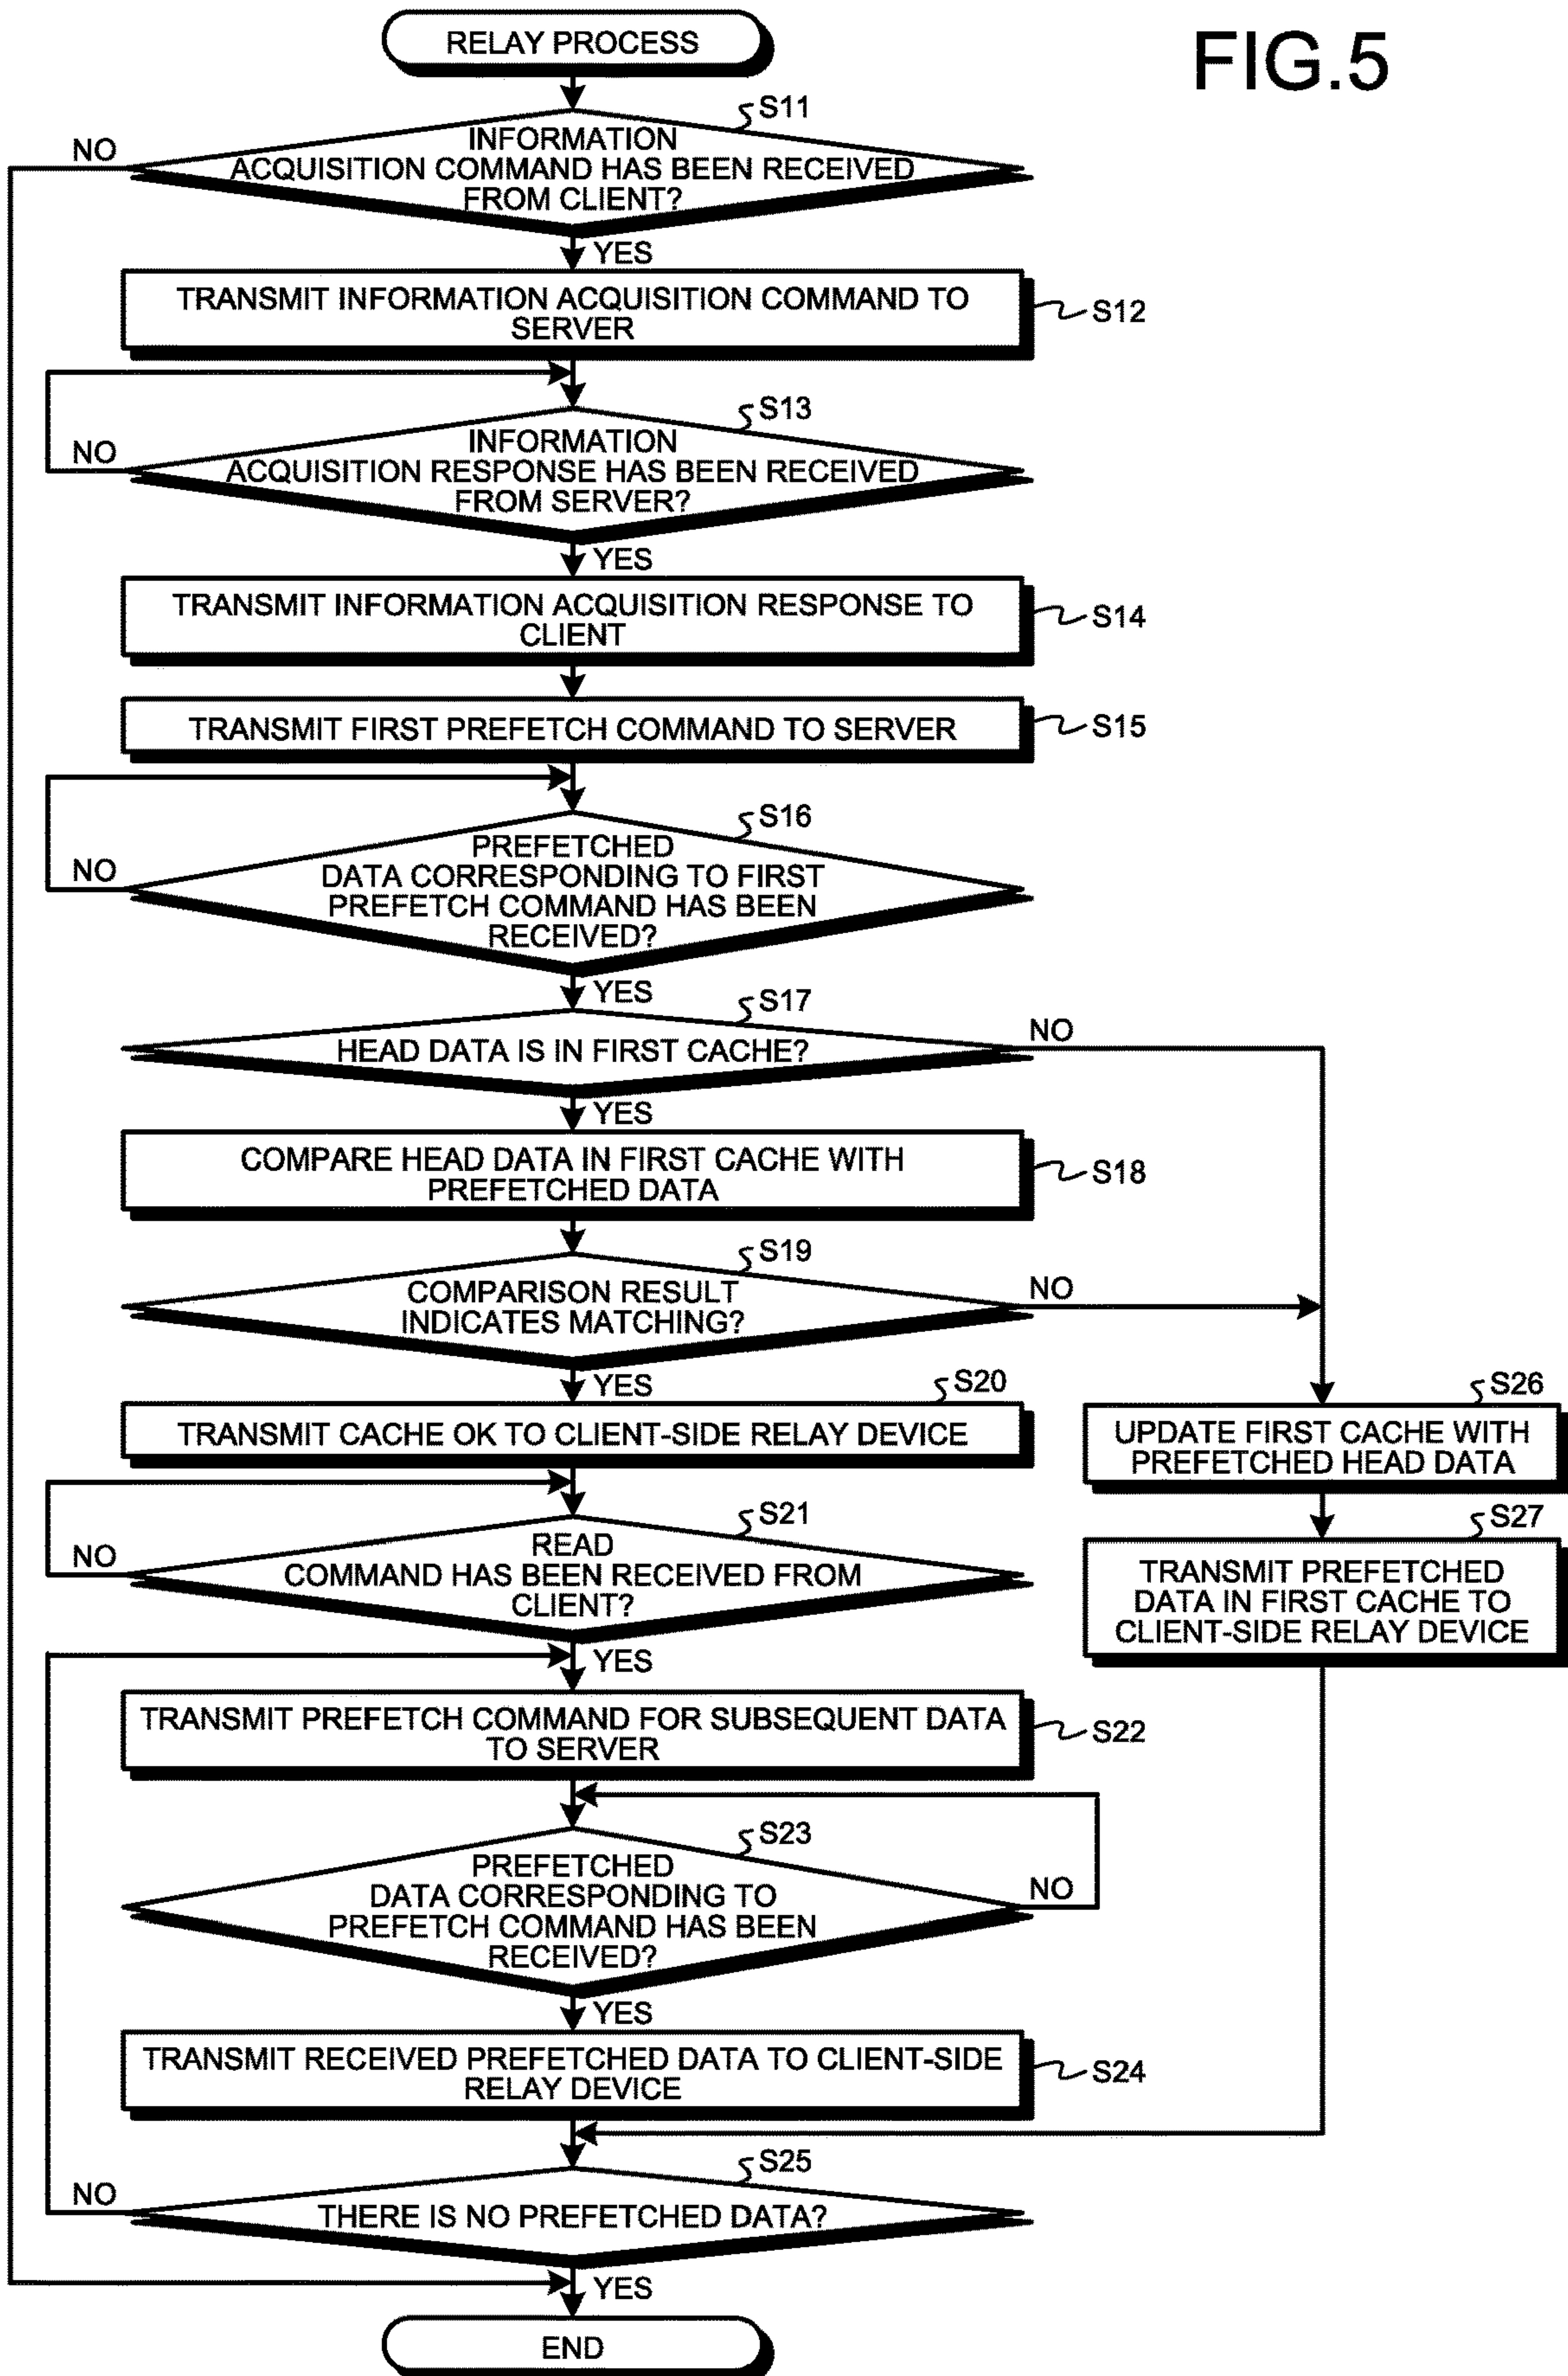 FIG.5
RELAY PROCESS
S11
INFORMATION
ACQUISITION COMMAND HAS BEEN RECEIVED
FROM CLIENT?
NO
YES
TRANSMIT INFORMATION ACQUISITION COMMAND TO
SERVER
S12
S13
INFORMATION
ACQUISITION RESPONSE HAS BEEN RECEIVED
FROM SERVER?
NO
YES
TRANSMIT INFORMATION ACQUISITION RESPONSE TO
CLIENT
S14
TRANSMIT FIRST PREFETCH COMMAND TO SERVER
S15
S16
PREFETCHED
DATA CORRESPONDING TO FIRST
PREFETCH COMMAND HAS BEEN
RECEIVED?
NO
YES
S17
HEAD DATA IS IN FIRST CACHE?
NO
YES
COMPARE HEAD DATA IN FIRST CACHE WITH
PREFETCHED DATA
S18
S19
COMPARISON RESULT
INDICATES MATCHING?
NO
YES
S20
TRANSMIT CACHE OK TO CLIENT-SIDE RELAY DEVICE
S26
UPDATE FIRST CACHE WITH
PREFETCHED HEAD DATA
S27
TRANSMIT PREFETCHED
DATA IN FIRST CACHE TO
CLIENT-SIDE RELAY DEVICE
S21
READ
COMMAND HAS BEEN RECEIVED FROM
CLIENT?
NO
YES
TRANSMIT PREFETCH COMMAND FOR SUBSEQUENT DATA
TO SERVER
S22
S23
PREFETCHED
DATA CORRESPONDING TO
PREFETCH COMMAND HAS BEEN
RECEIVED?
NO
YES
TRANSMIT RECEIVED PREFETCHED DATA TO CLIENT-SIDE
RELAY DEVICE
S24
S25
THERE IS NO PREFETCHED DATA?
NO
YES
END